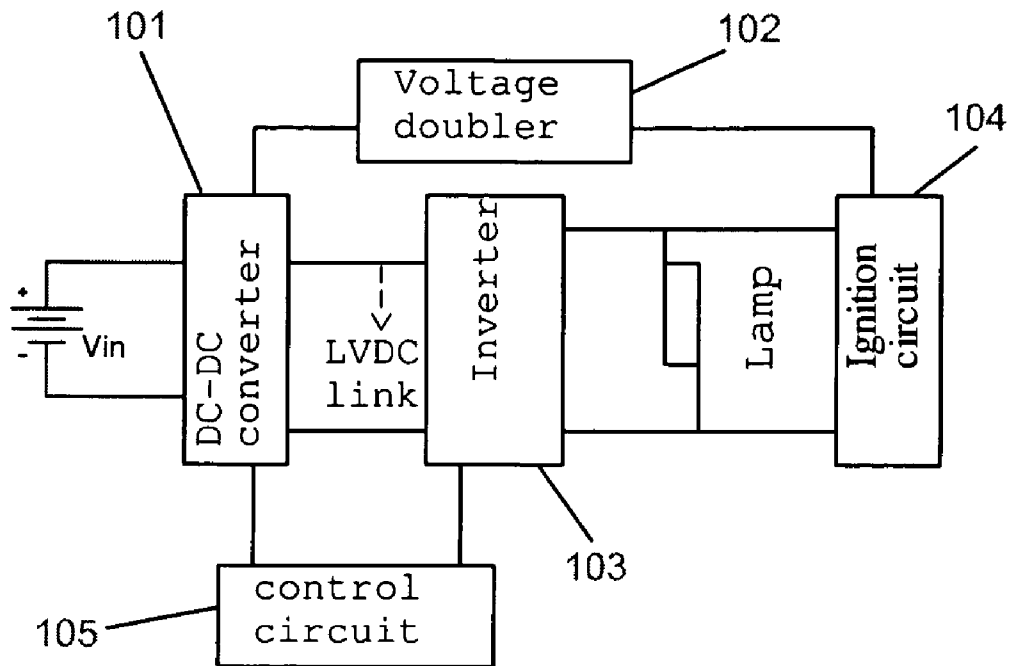 101
102
Voltage
doubler
104
DC-DC
converter
Inverter
Lamp
Ignition
circuit
+
-
Vin
LVDC
link
103
control
circuit
105